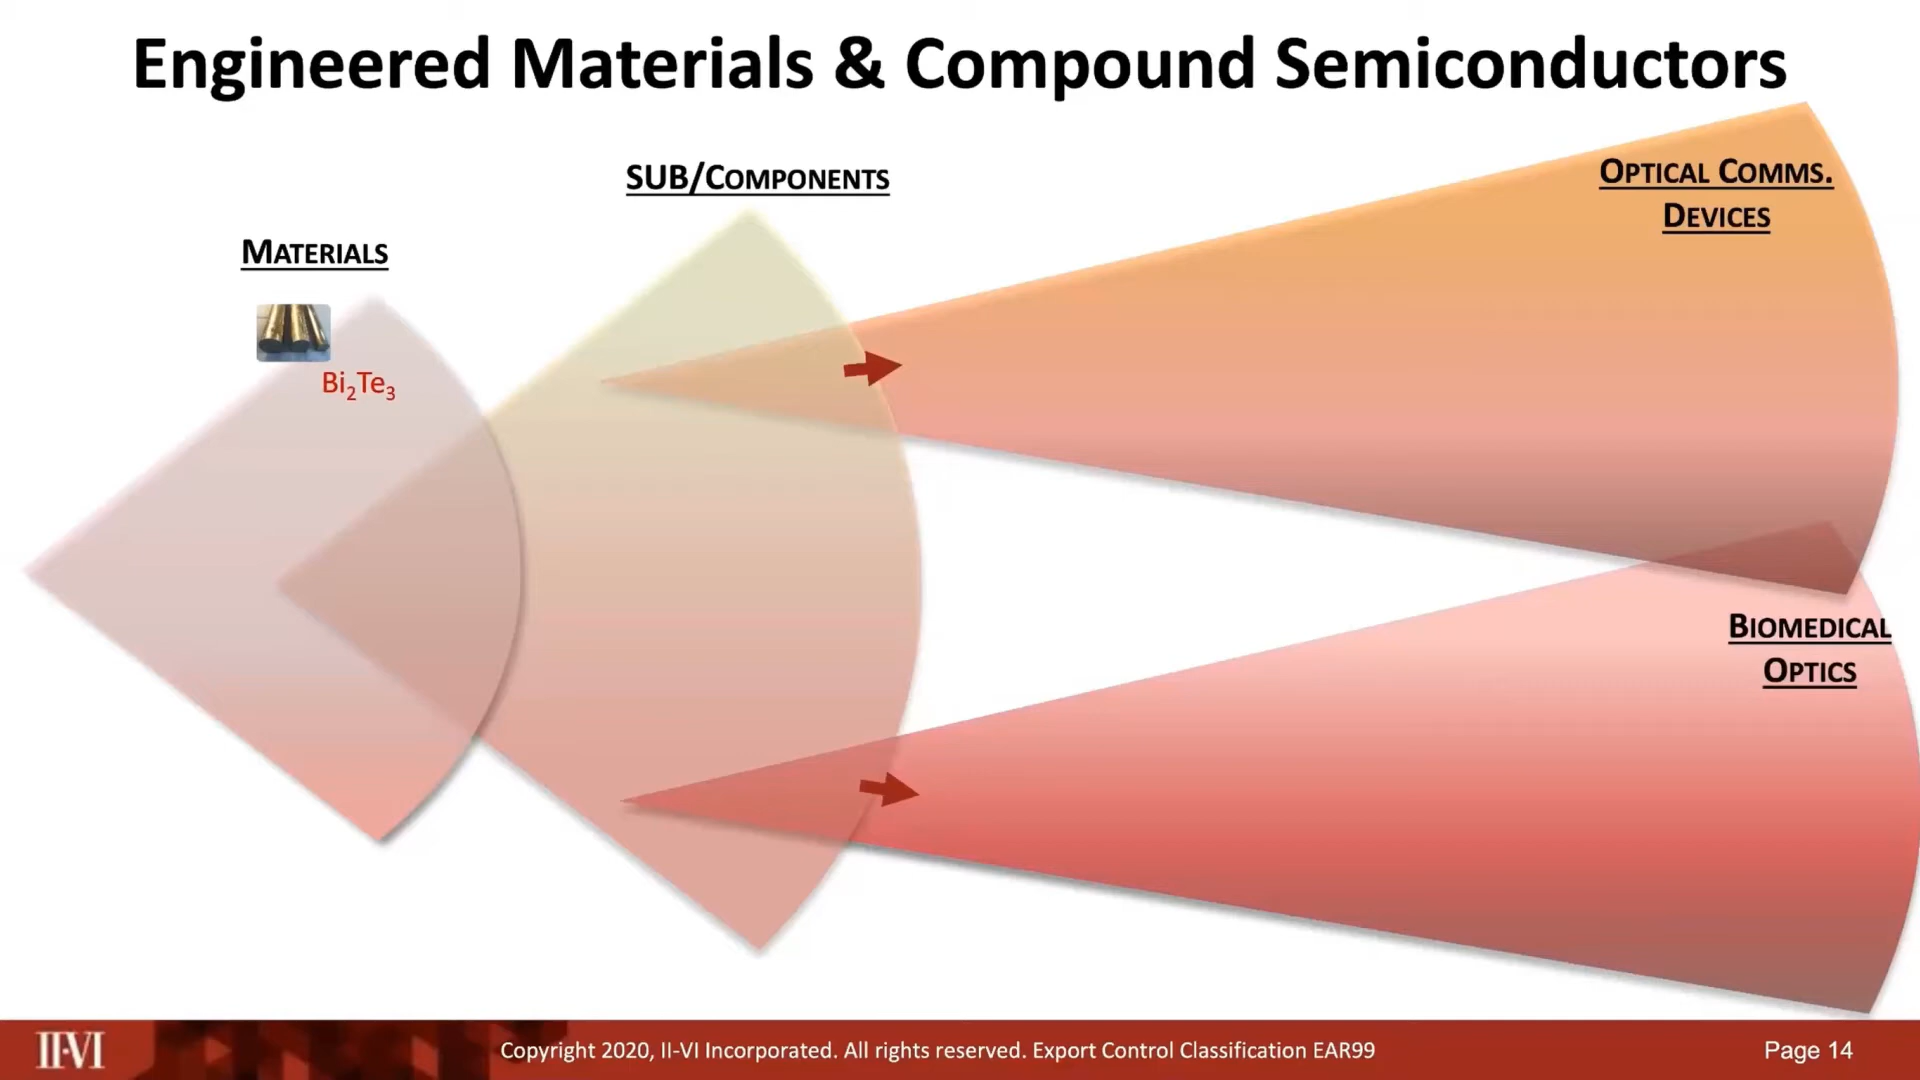 Engineered Materials & Compound Semiconductors
SUB/COMPONENTS
OPTICAL COMMS.
DEVICES
MATERIALS
Bi₂Te₃
BIOMEDICAL
OPTICS
II-VI
Copyright 2020, II-VI Incorporated. All rights reserved. Export Control Classification EAR99
Page 14